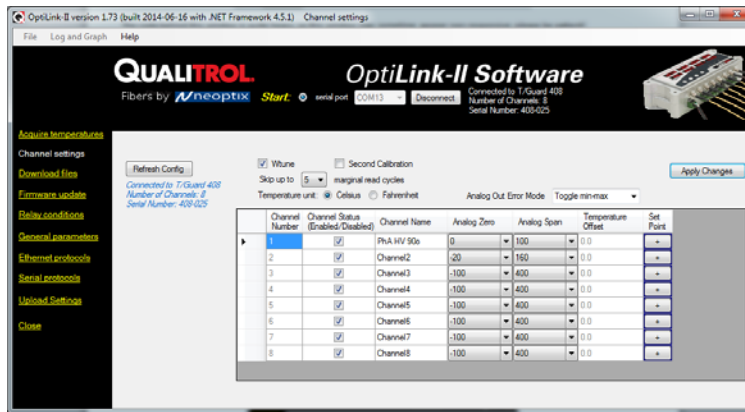 OptiLink-II version 1.73 (built 2014-06-16 with .NET Framework 4.5.1) Channel settings
File Log and Graph Help
QUALITROL
Fibers by neoptix
OptiLink-II Software
Start: serial port COM13 Disconnect
Connected to T/Guard 408
Number of Channels: 8
Serial Number: 408-025
Acquire temperatures
Channel settings
Download files
Firmware update
Relay conditions
General parameters
Ethernet protocols
Serial protocols
Upload Settings
Close
Refresh Config
Connected to T/Guard 408
Number of Channels: 8
Serial Number: 408-025
Wtune Second Calibration
Skip up to 5 marginal read cycles
Temperature unit: Celsius Fahrenheit Analog Out Error Mode Toggle min-max
Apply Changes
Channel Number Channel Status (Enabled/Disabled) Channel Name Analog Zero Analog Span Temperature Offset Set Point
1 PhA HV 90o 0 100 0.0 +
2 Channel2 -20 160 0.0 +
3 Channel3 -100 400 0.0 +
4 Channel4 -100 400 0.0 +
5 Channel5 -100 400 0.0 +
6 Channel6 -100 400 0.0 +
7 Channel7 -100 400 0.0 +
8 Channel8 -100 400 0.0 +